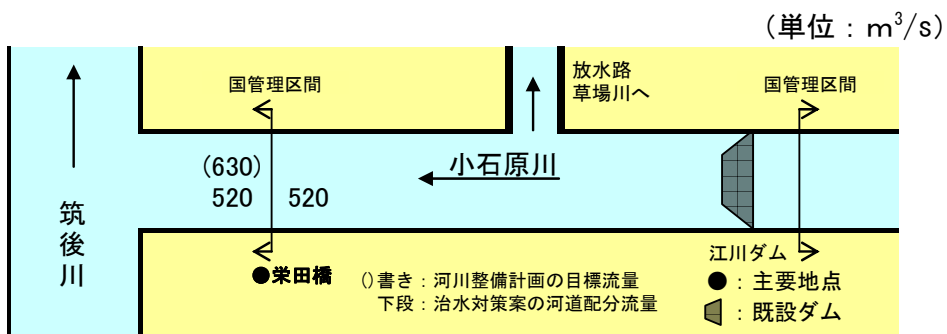 (単位：m³/s)
国管理区間
放水路
草場川へ
国管理区間
(630)
520
520
小石原川
筑後川
●栄田橋
()書き：河川整備計画の目標流量
下段：治水対策案の河道配分流量
江川ダム
●：主要地点
：既設ダム